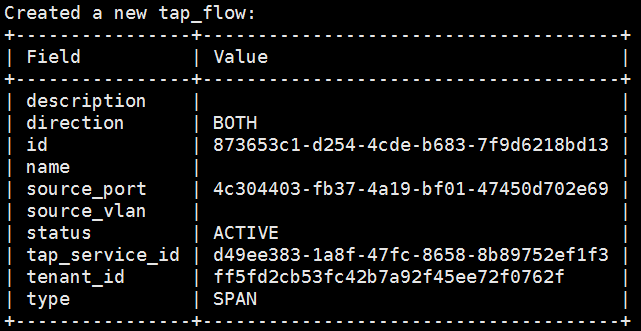 Created a new tap_flow:
+----------------+--------------------------------------+
| Field          | Value                                |
+----------------+--------------------------------------+
| description    |                                      |
| direction      | BOTH                                 |
| id             | 873653c1-d254-4cde-b683-7f9d6218bd13 |
| name           |                                      |
| source_port    | 4c304403-fb37-4a19-bf01-47450d702e69 |
| source_vlan    |                                      |
| status         | ACTIVE                               |
| tap_service_id | d49ee383-1a8f-47fc-8658-8b89752ef1f3 |
| tenant_id      | ff5fd2cb53fc42b7a92f45ee72f0762f     |
| type           | SPAN                                 |
+----------------+--------------------------------------+